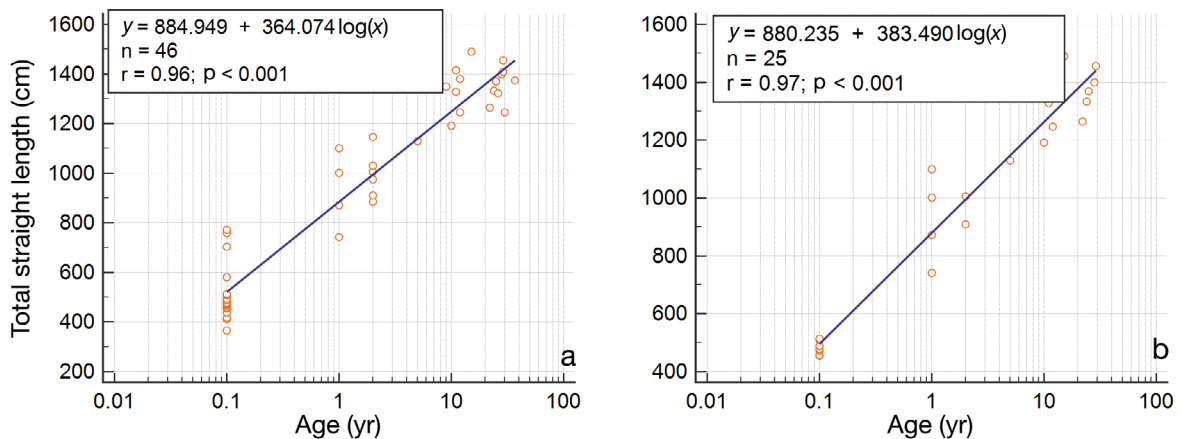 y = 884.949 + 364.074 log(x)
n = 46
r = 0.96; p < 0.001
1600
1400
1200
1000
800
600
400
200
0.01 0.1 1 10 100
Total straight length (cm)
Age (yr)
a
y = 880.235 + 383.490 log(x)
n = 25
r = 0.97; p < 0.001
1600
1400
1200
1000
800
600
400
0.01 0.1 1 10 100
Age (yr)
b